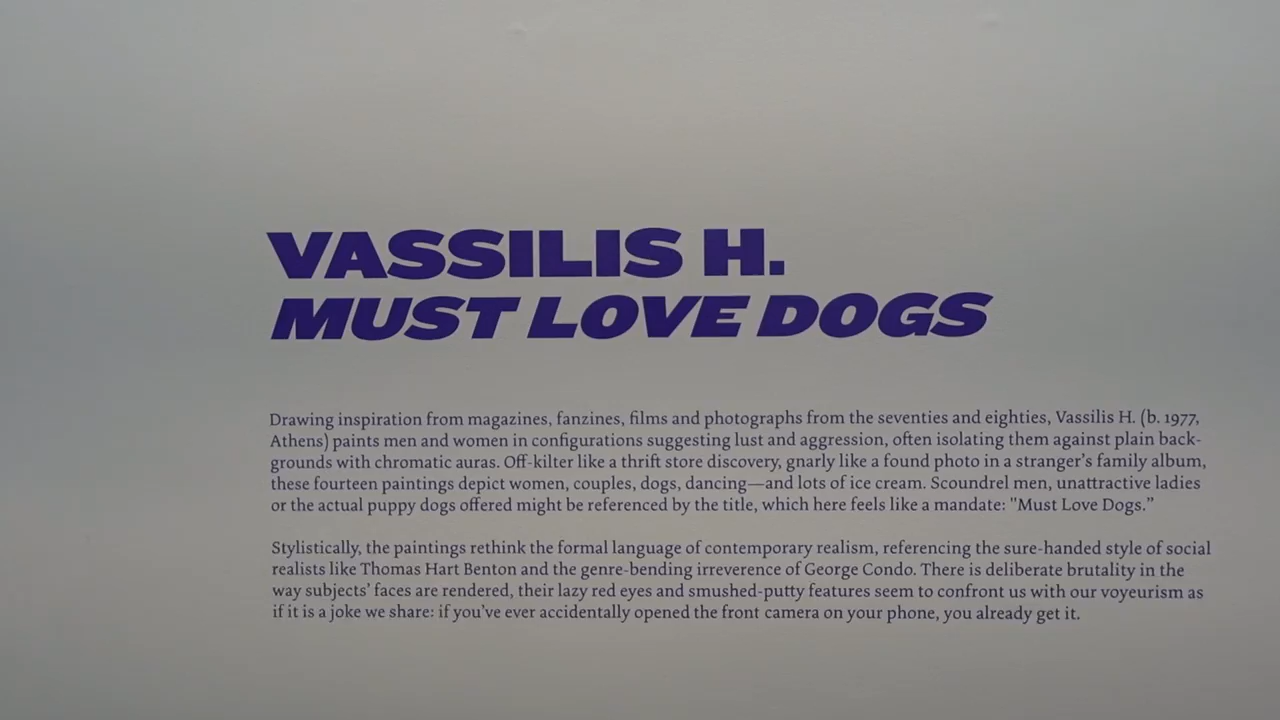 VASSILIS H.
MUST LOVE DOGS
Drawing inspiration from magazines, fanzines, films and photographs from the seventies and eighties, Vassilis H. (b. 1977,
Athens) paints men and women in configurations suggesting lust and aggression, often isolating them against plain back-
grounds with chromatic auras. Off-kilter like a thrift store discovery, gnarly like a found photo in a stranger's family album,
these fourteen paintings depict women, couples, dogs, dancing—and lots of ice cream. Scoundrel men, unattractive ladies
or the actual puppy dogs offered might be referenced by the title, which here feels like a mandate: "Must Love Dogs."
Stylistically, the paintings rethink the formal language of contemporary realism, referencing the sure-handed style of social
realists like Thomas Hart Benton and the genre-bending irreverence of George Condo. There is deliberate brutality in the
way subjects' faces are rendered, their lazy red eyes and smushed-putty features seem to confront us with our voyeurism as
if it is a joke we share: if you've ever accidentally opened the front camera on your phone, you already get it.